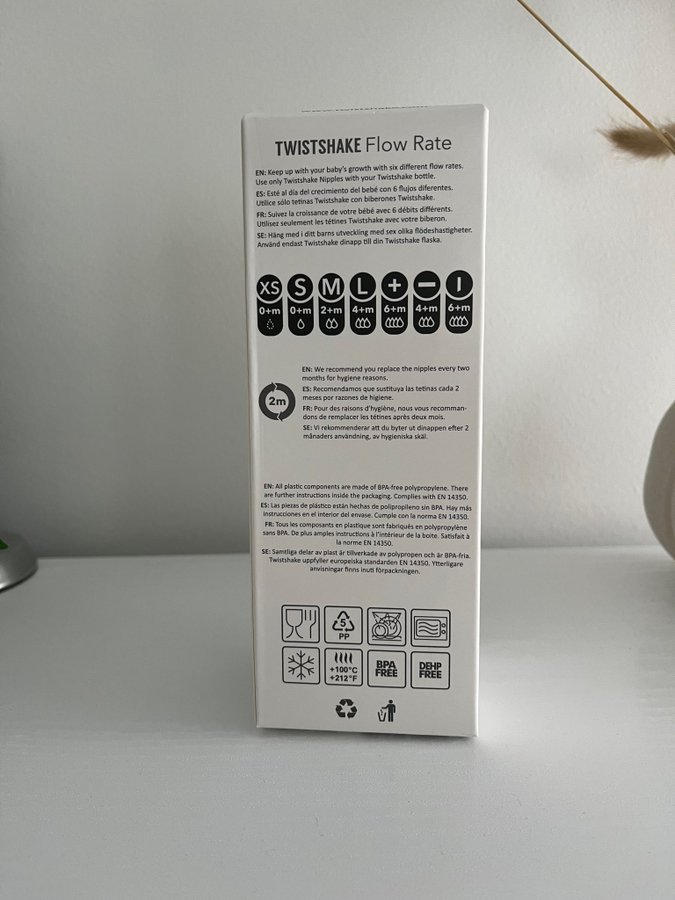 TWISTSHAKE Flow Rate
EN: Keep up with your baby's growth with six different flow rates.
Use only Twistshake Nipples with your Twistshake bottle.
ES: Esté al día del crecimiento del bebé con 6 flujos diferentes.
Utilice sólo tetinas Twistshake con biberones Twistshake.
FR: Suivez la croissance de votre bébé avec 6 débits différents.
Utilisez seulement les tétines Twistshake avec votre biberon.
SE: Häng med i ditt barns utveckling med sex olika flödeshastigheter.
Använd endast Twistshake dinapp till din Twistshake flaska.
XS S M L + − I
0+m 0+m 2+m 4+m 6+m 4+m 6+m
2m
EN: We recommend you replace the nipples every two
months for hygiene reasons.
ES: Recomendamos que sustituya las tetinas cada 2
meses por razones de higiene.
FR: Pour des raisons d'hygiène, nous vous recomman-
dons de remplacer les tétines après deux mois.
SE: Vi rekommenderar att du byter ut dinappen efter 2
månaders användning, av hygieniska skäl.
EN: All plastic components are made of BPA-free polypropylene. There
are further instructions inside the packaging. Complies with EN 14350.
ES: Las piezas de plástico están hechas de polipropileno sin BPA. Hay más
instrucciones en el interior del envase. Cumple con la norma EN 14350.
FR: Tous les composants en plastique sont fabriqués en polypropylène
sans BPA. De plus amples instructions à l'intérieur de la boite. Satisfait à
la norme EN 14350.
SE: Samtliga delar av plast är tillverkade av polypropen och är BPA-fria.
Twistshake uppfyller europeiska standarden EN 14350. Ytterligare
anvisningar finns inuti förpackningen.
5
PP
+100°C
+212°F
BPA
FREE
DEHP
FREE